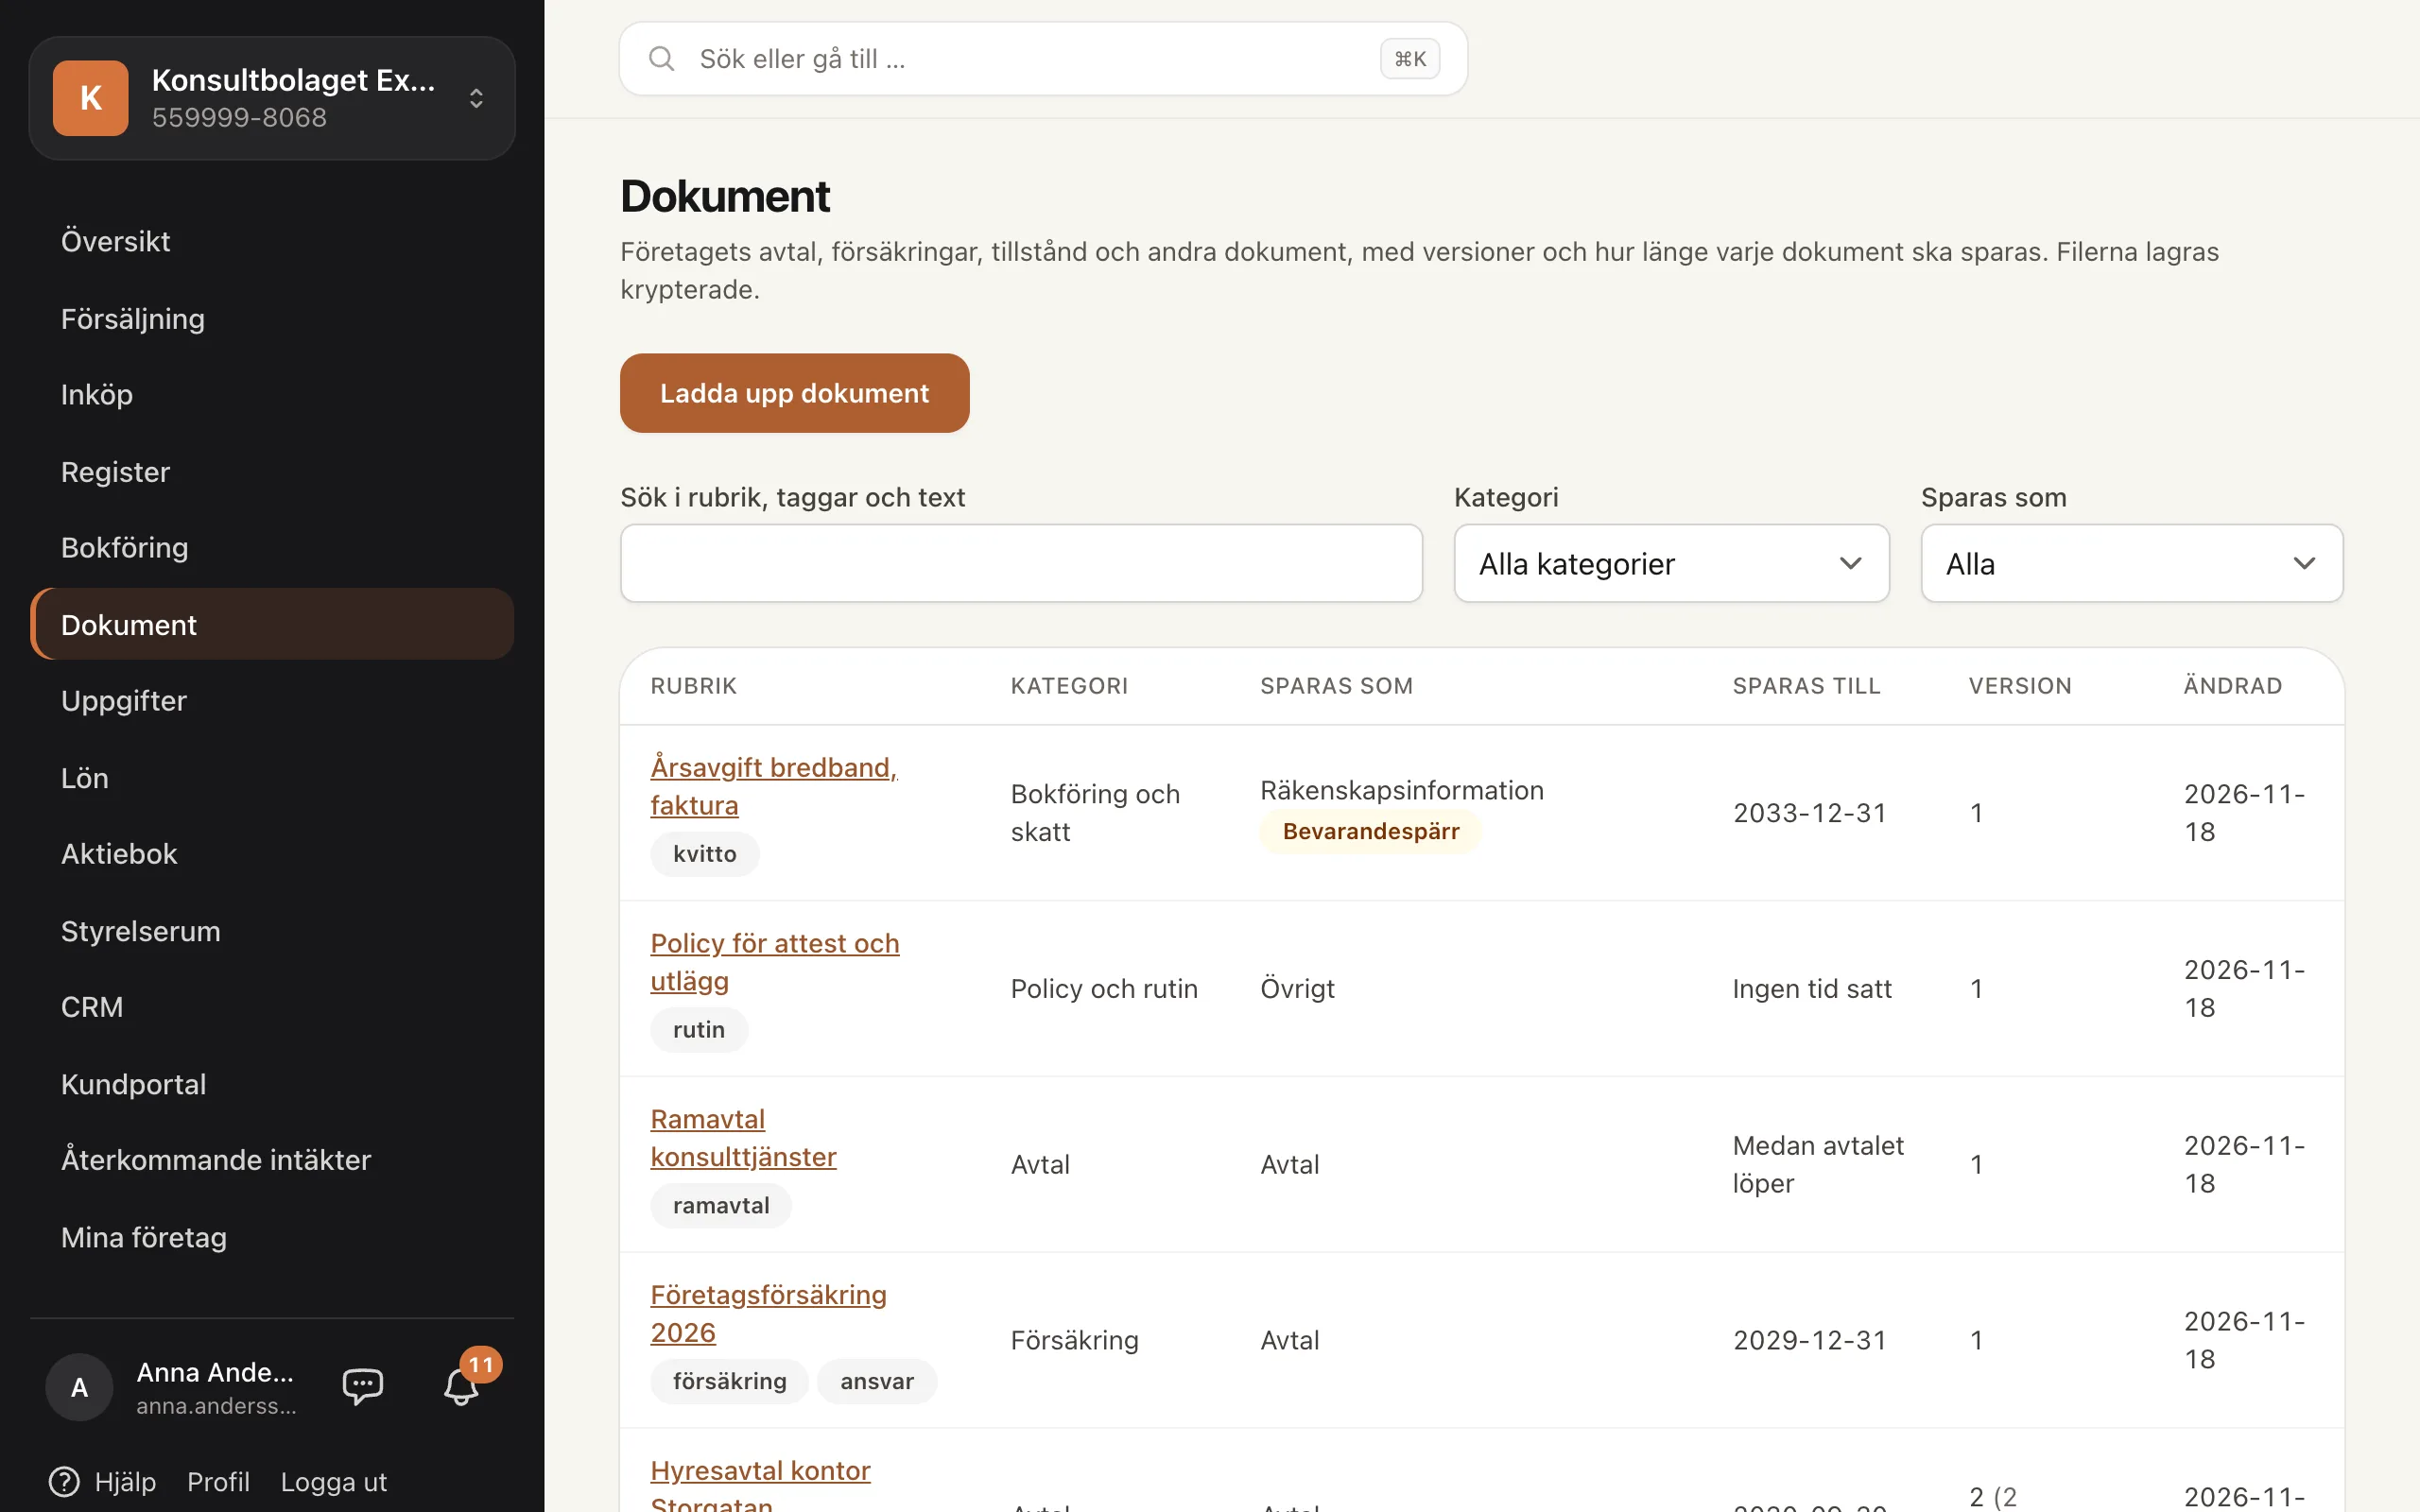 K
Konsultbolaget Ex...
559999-8068
Översikt
Försäljning
Inköp
Register
Bokföring
Dokument
Uppgifter
Lön
Aktiebok
Styrelserum
CRM
Kundportal
Återkommande intäkter
Mina företag
A
Anna Ande...
anna.anderss...
11
Hjälp
Profil
Logga ut
Sök eller gå till ...
⌘K
Dokument
Företagets avtal, försäkringar, tillstånd och andra dokument, med versioner och hur länge varje dokument ska sparas. Filerna lagras
krypterade.
Ladda upp dokument
Sök i rubrik, taggar och text
Kategori
Alla kategorier
Sparas som
Alla
RUBRIK KATEGORI SPARAS SOM SPARAS TILL VERSION ÄNDRAD
Årsavgift bredband,
faktura
kvitto
Bokföring och
skatt
Räkenskapsinformation
Bevarandespärr
2033-12-31
1
2026-11-
18
Policy för attest och
utlägg
rutin
Policy och rutin
Övrigt
Ingen tid satt
1
2026-11-
18
Ramavtal
konsulttjänster
ramavtal
Avtal
Avtal
Medan avtalet
löper
1
2026-11-
18
Företagsförsäkring
2026
försäkring ansvar
Försäkring
Avtal
2029-12-31
1
2026-11-
18
Hyresavtal kontor
Storgatan
Avtal
Avtal
2030-09-30
2 (2
2026-11-